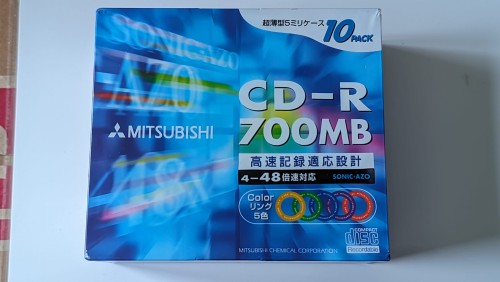 超薄型5ミリケース
10PACK
SONIC-AZO
AZO
CD-R
MITSUBISHI
700MB
高速記録適応設計
48x
4-48倍速対応
SONIC-AZO
Color
リング
5色
COMPACT
disc
Recordable
MITSUBISHI CHEMICAL CORPORATION